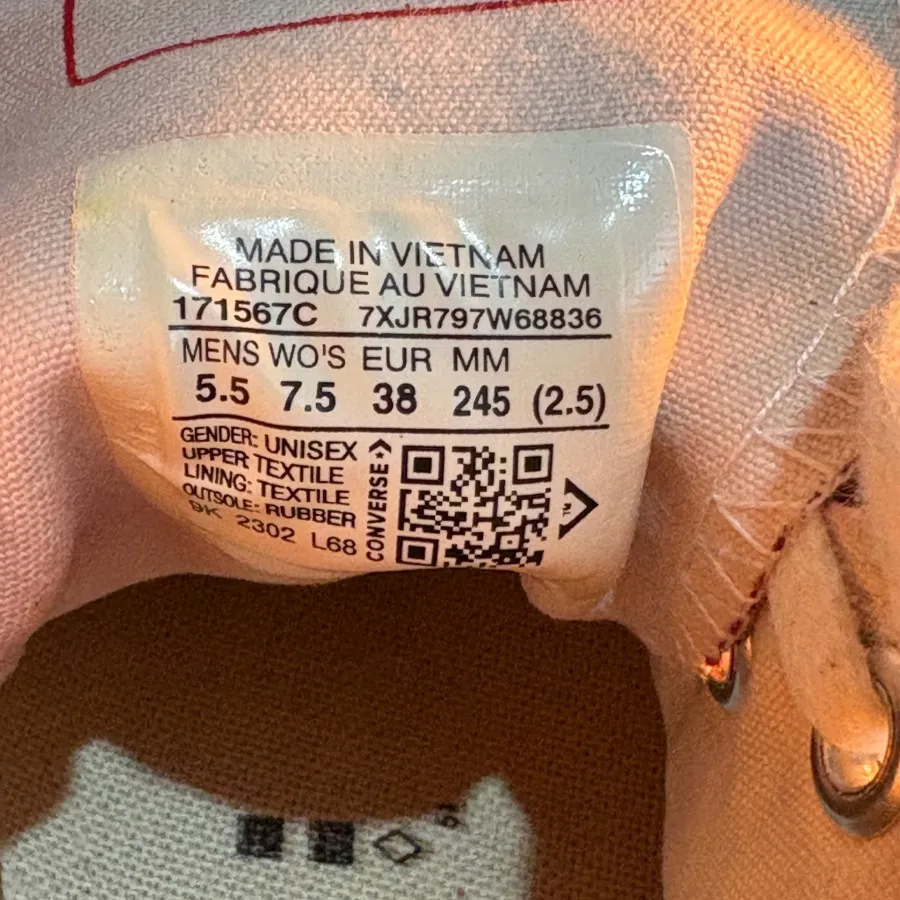 MADE IN VIETNAM
FABRIQUE AU VIETNAM
171567C 7XJR797W68836
MENS WO'S EUR MM
5.5 7.5 38 245 (2.5)
GENDER: UNISEX
UPPER TEXTILE
LINING: TEXTILE
OUTSOLE: RUBBER
9K 2302 L68
CONVERSE
TM